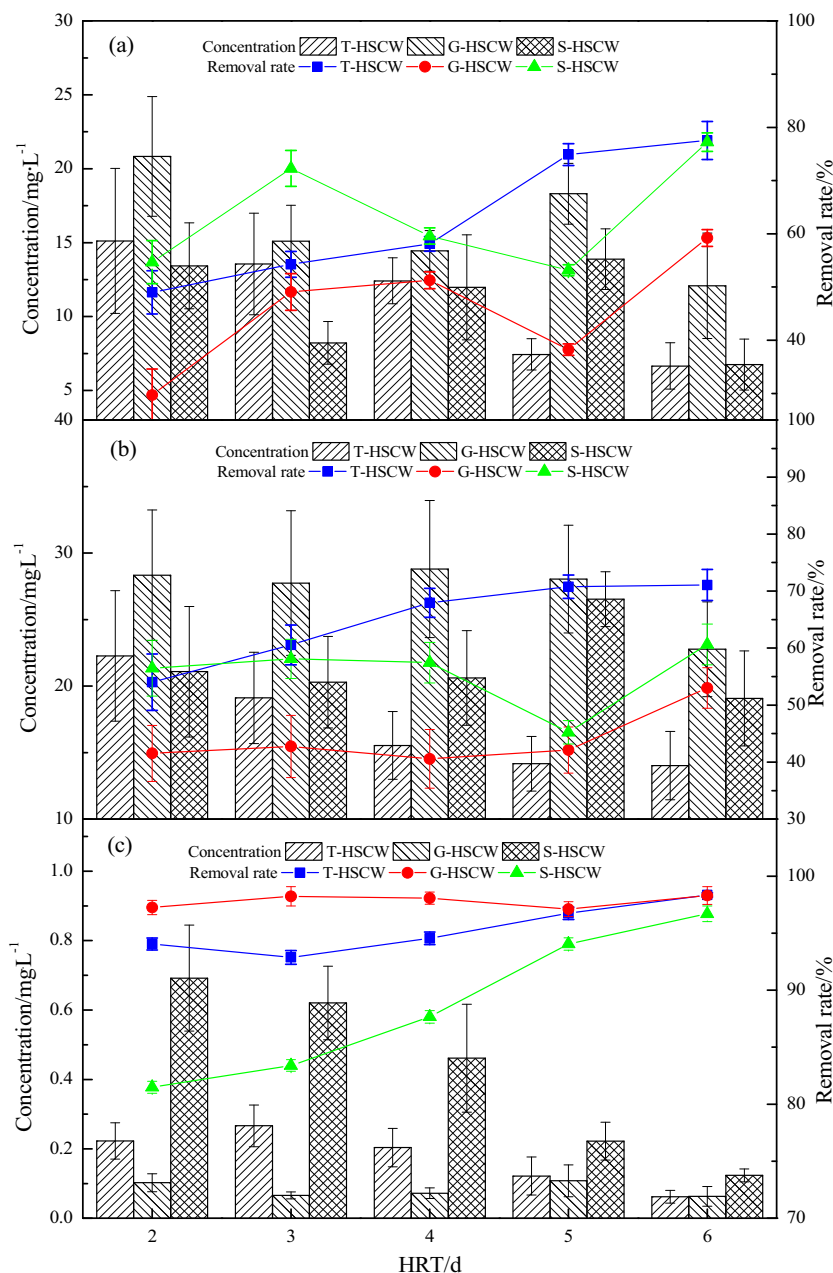 (a)
Concentration T-HSCW G-HSCW S-HSCW
Removal rate T-HSCW G-HSCW S-HSCW
30
25
20
15
10
5
Concentration/mg·L⁻¹
100
80
60
40
Removal rate/%
(b)
Concentration T-HSCW G-HSCW S-HSCW
Removal rate T-HSCW G-HSCW S-HSCW
40
30
20
10
Concentration/mgL⁻¹
100
90
80
70
60
50
40
30
Removal rate/%
(c)
Concentration T-HSCW G-HSCW S-HSCW
Removal rate T-HSCW G-HSCW S-HSCW
1.0
0.8
0.6
0.4
0.2
0.0
Concentration/mgL⁻¹
100
90
80
70
Removal rate/%
2 3 4 5 6
HRT/d